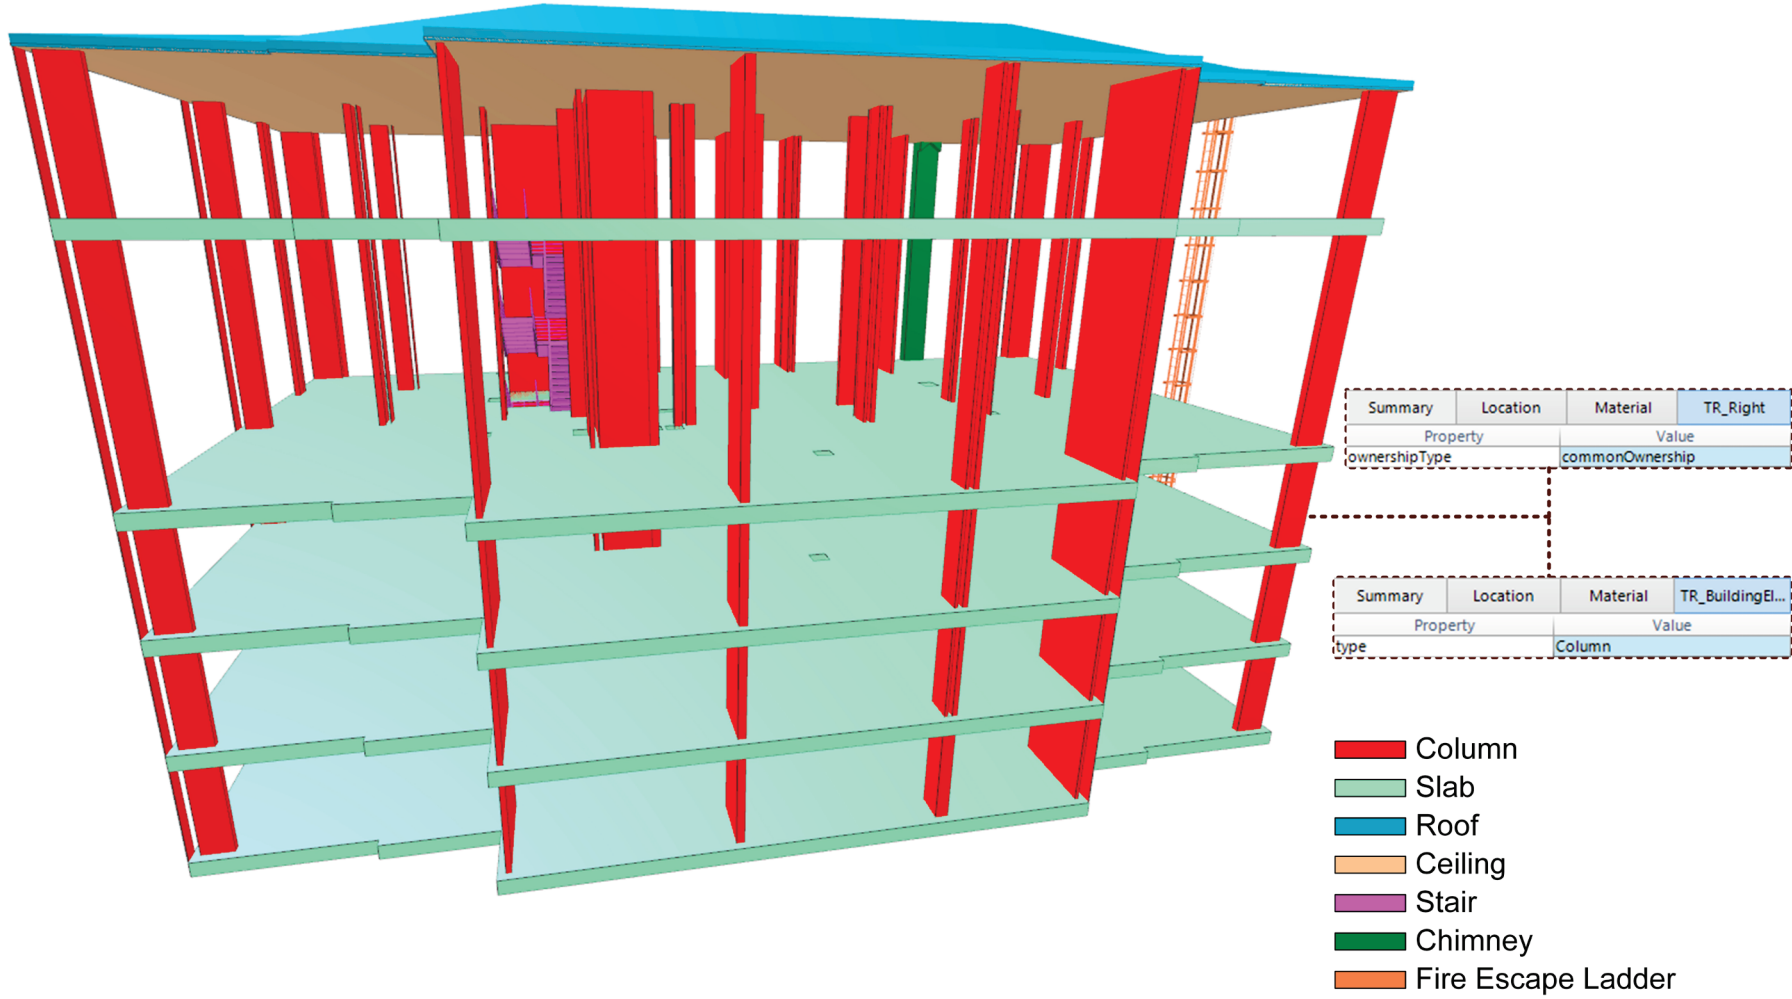 Summary Location Material TR_Right
Property Value
ownershipType commonOwnership
Summary Location Material TR_BuildingEl...
Property Value
type Column
Column
Slab
Roof
Ceiling
Stair
Chimney
Fire Escape Ladder